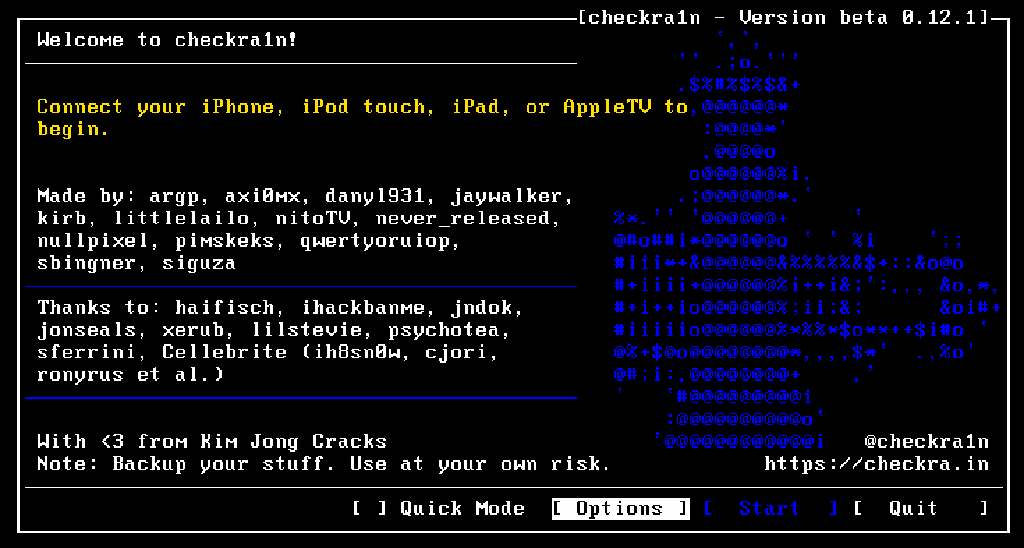 [checkra1n - Version beta 0.12.1]
Welcome to checkra1n!
Connect your iPhone, iPod touch, iPad, or AppleTV to
begin.
Made by: argp, axi0mx, danyl931, jaywalker,
kirb, littlelailo, nitoTV, never_released,
nullpixel, pimskeks, qwertyoruiop,
sbingner, siguza
Thanks to: haifisch, ihackbanme, jndok,
jonseals, xerub, lilstevie, psychotea,
sferrini, Cellebrite (ih8sn0w, cjori,
ronyrus et al.)
With <3 from Kim Jong Cracks
Note: Backup your stuff. Use at your own risk.
@checkra1n
https://checkra.in
[ ] Quick Mode [ Options ] [ Start ] [ Quit ]